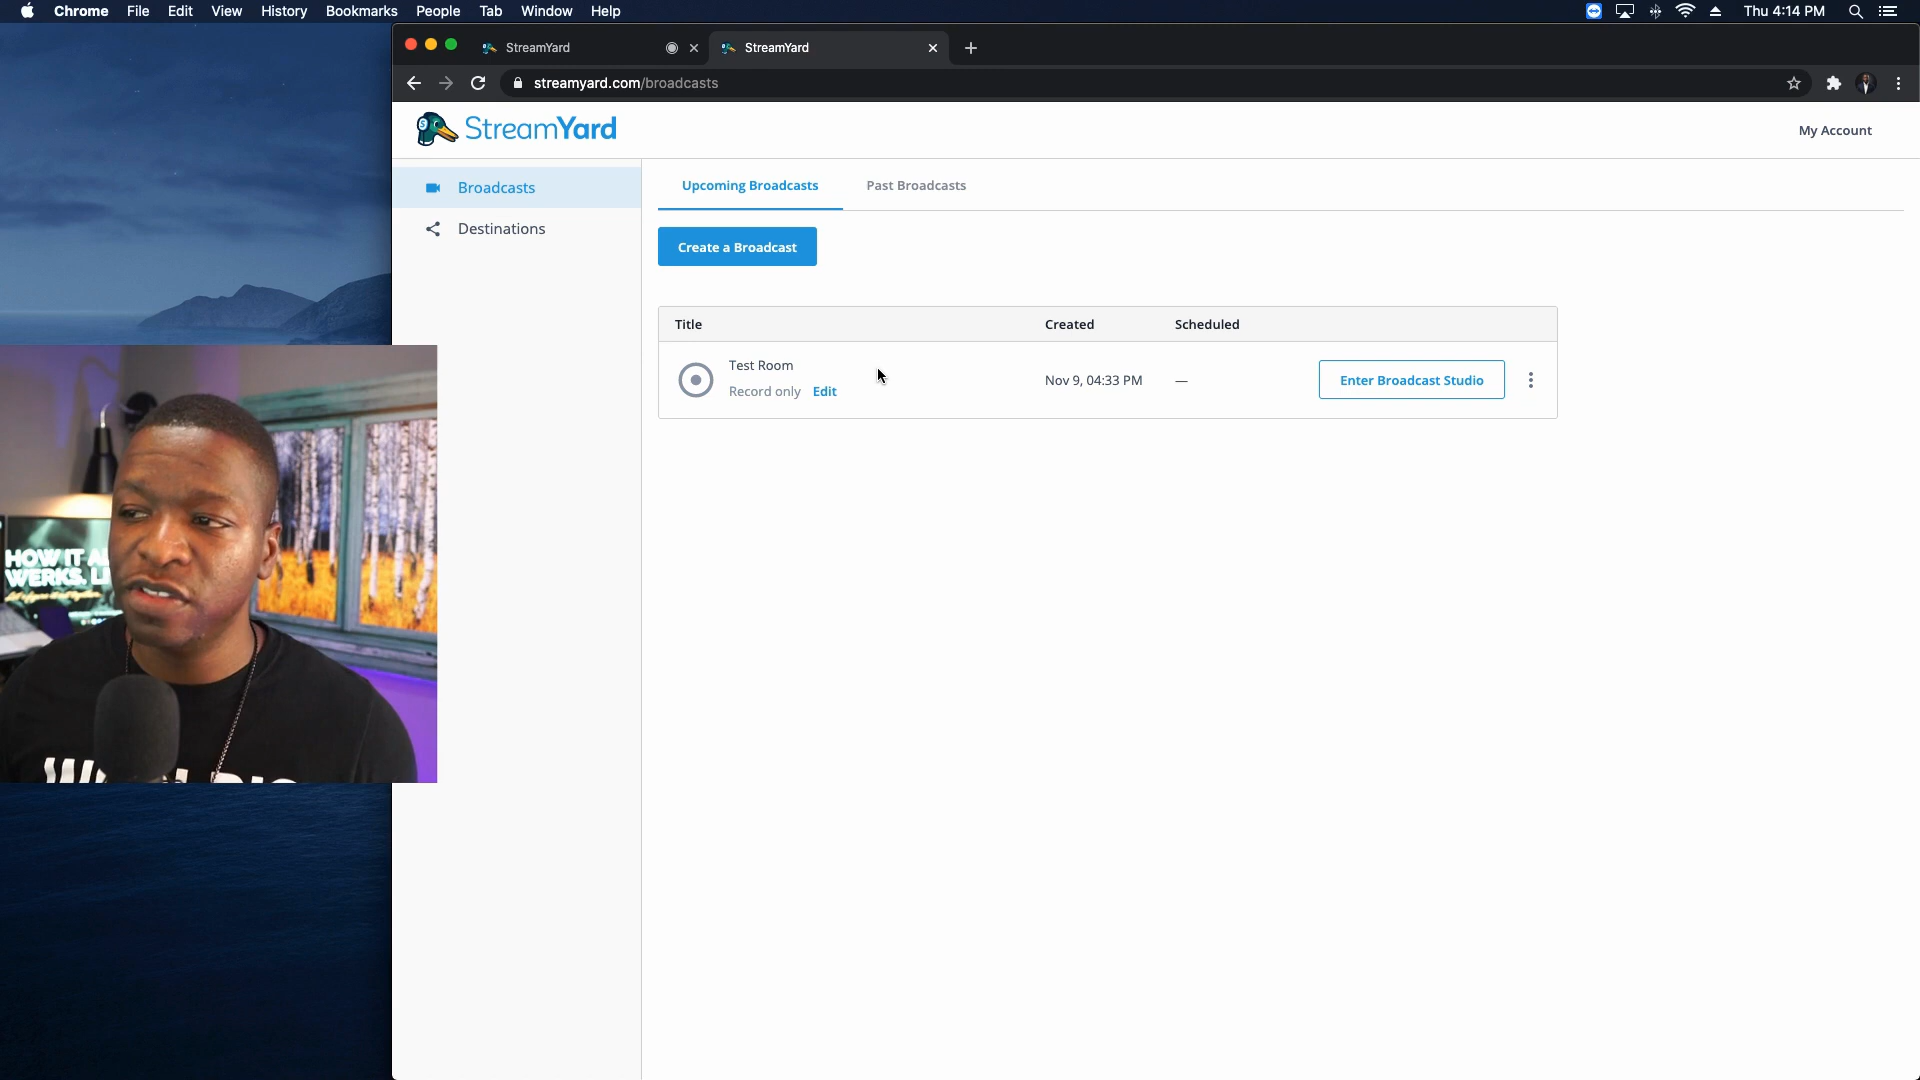 Chrome File Edit View History Bookmarks People Tab Window Help Thu 4:14 PM
StreamYard StreamYard
streamyard.com/broadcasts
StreamYard My Account
Broadcasts
Destinations
Upcoming Broadcasts Past Broadcasts
Create a Broadcast
Title Created Scheduled
Test Room
Record only Edit
Nov 9, 04:33 PM — Enter Broadcast Studio
HOW IT
WERKS.